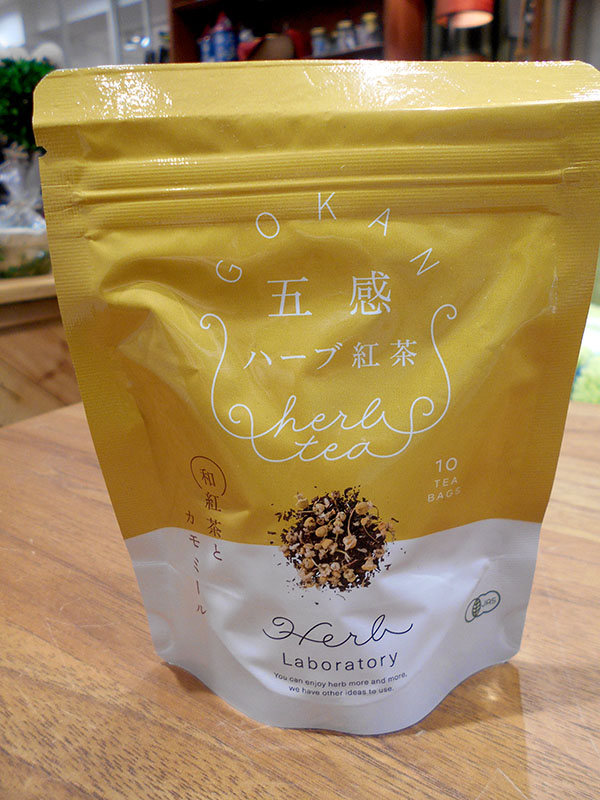 GOKAN
五感
ハーブ紅茶
herb
tea
10
TEA
BAGS
和紅茶と
カモミール
Herb
Laboratory
You can enjoy herb more and more,
we have other ideas to use.
JAS